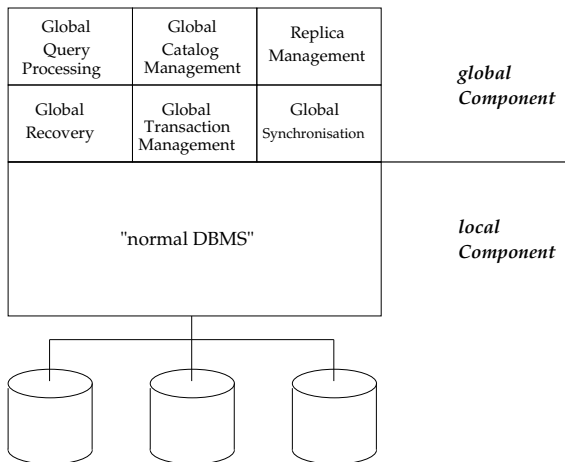 Global
Query
Processing
Global
Catalog
Management
Replica
Management
Global
Recovery
Global
Transaction
Management
Global
Synchronisation
global
Component
"normal DBMS"
local
Component